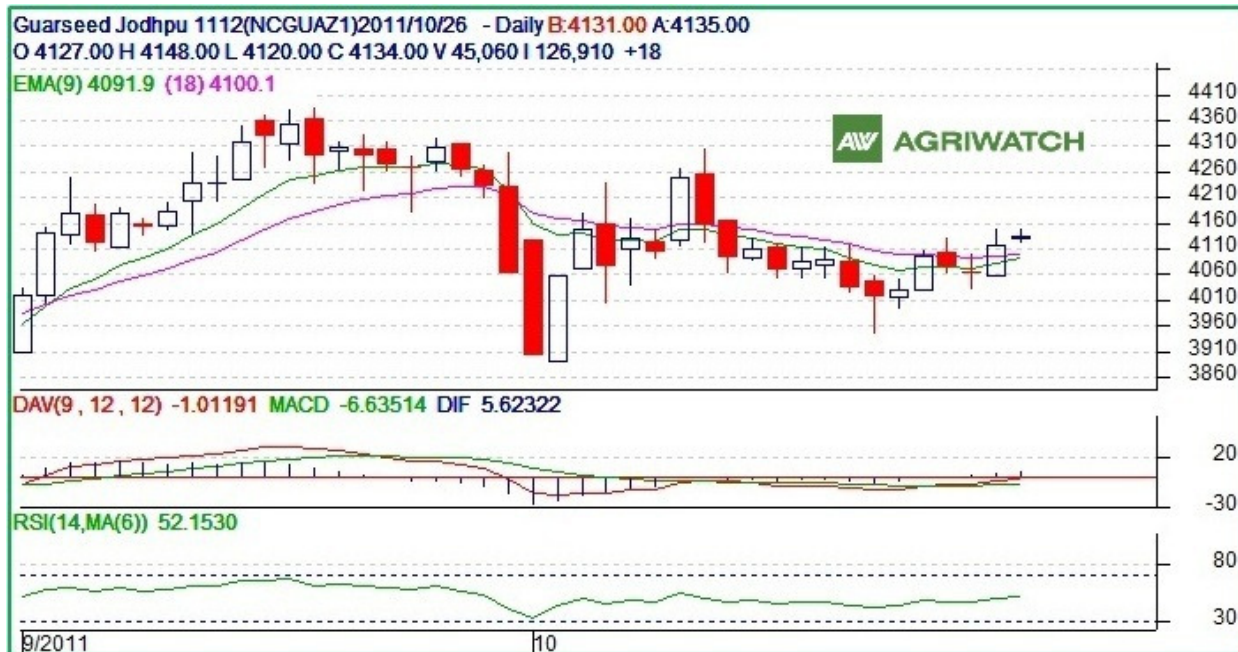 Guarseed Jodhpu 1112(NCGUAZ1)2011/10/26 - Daily B:4131.00 A:4135.00
O 4127.00 H 4148.00 L 4120.00 C 4134.00 V 45,060 I 126,910 +18
EMA(9) 4091.9 (18) 4100.1
AW AGRIWATCH
4410
4360
4310
4260
4210
4160
4110
4060
4010
3960
3910
3860
DAV(9 , 12 , 12) -1.01191 MACD -6.63514 DIF 5.62322
20
-30
RSI(14,MA(6)) 52.1530
80
30
9/2011 10